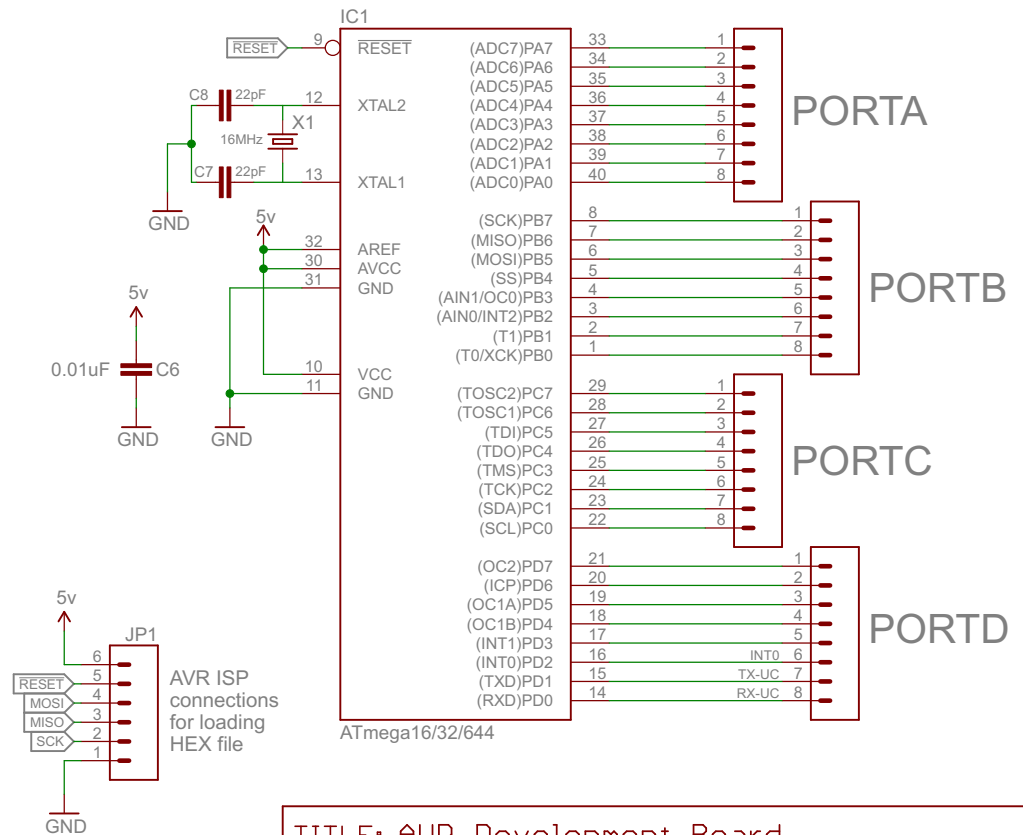 IC1
RESET 9 RESET
C8 22pF 12 XTAL2
16MHz X1
C7 22pF 13 XTAL1
GND
5v
32 AREF
30 AVCC
31 GND
10 VCC
11 GND
GND
5v
0.01uF C6
GND
(ADC7)PA7 33 1
(ADC6)PA6 34 2
(ADC5)PA5 35 3
(ADC4)PA4 36 4
(ADC3)PA3 37 5
(ADC2)PA2 38 6
(ADC1)PA1 39 7
(ADC0)PA0 40 8
PORTA
(SCK)PB7 8 1
(MISO)PB6 7 2
(MOSI)PB5 6 3
(SS)PB4 5 4
(AIN1/OC0)PB3 4 5
(AIN0/INT2)PB2 3 6
(T1)PB1 2 7
(T0/XCK)PB0 1 8
PORTB
(TOSC2)PC7 29 1
(TOSC1)PC6 28 2
(TDI)PC5 27 3
(TDO)PC4 26 4
(TMS)PC3 25 5
(TCK)PC2 24 6
(SDA)PC1 23 7
(SCL)PC0 22 8
PORTC
(OC2)PD7 21 1
(ICP)PD6 20 2
(OC1A)PD5 19 3
(OC1B)PD4 18 4
(INT1)PD3 17 5
(INT0)PD2 16 INT0 6
(TXD)PD1 15 TX-UC 7
(RXD)PD0 14 RX-UC 8
PORTD
ATmega16/32/644
5v
JP1
6
RESET 5
MOSI 4
MISO 3
SCK 2
1
GND
AVR ISP
connections
for loading
HEX file
TITLE: AVR Development Board